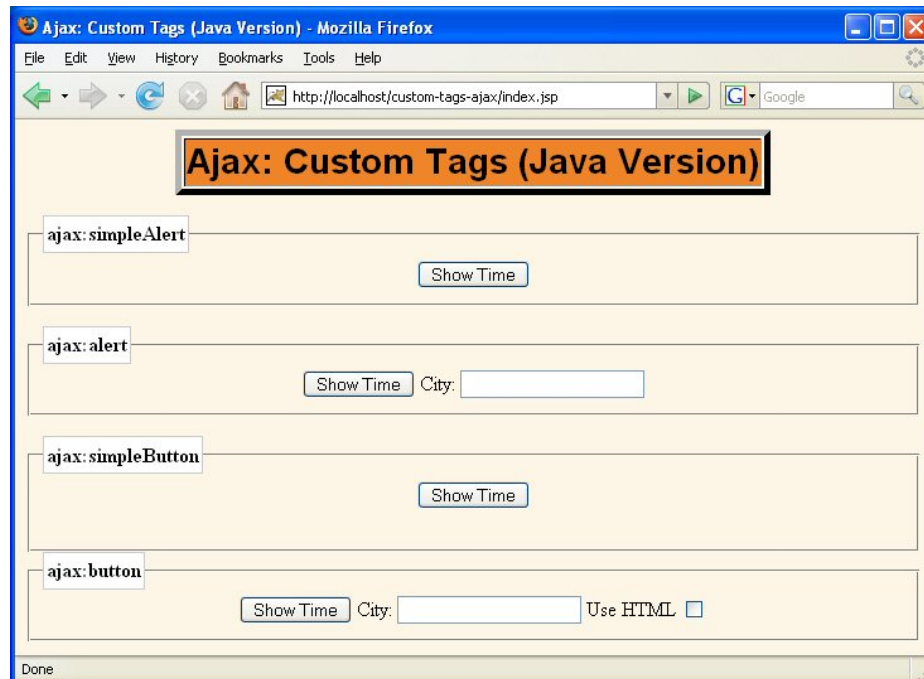 Ajax: Custom Tags (Java Version) - Mozilla Firefox
File Edit View History Bookmarks Tools Help
http://localhost/custom-tags-ajax/index.jsp G Google
Ajax: Custom Tags (Java Version)
ajax:simpleAlert
Show Time
ajax:alert
Show Time City:
ajax:simpleButton
Show Time
ajax:button
Show Time City: Use HTML
Done